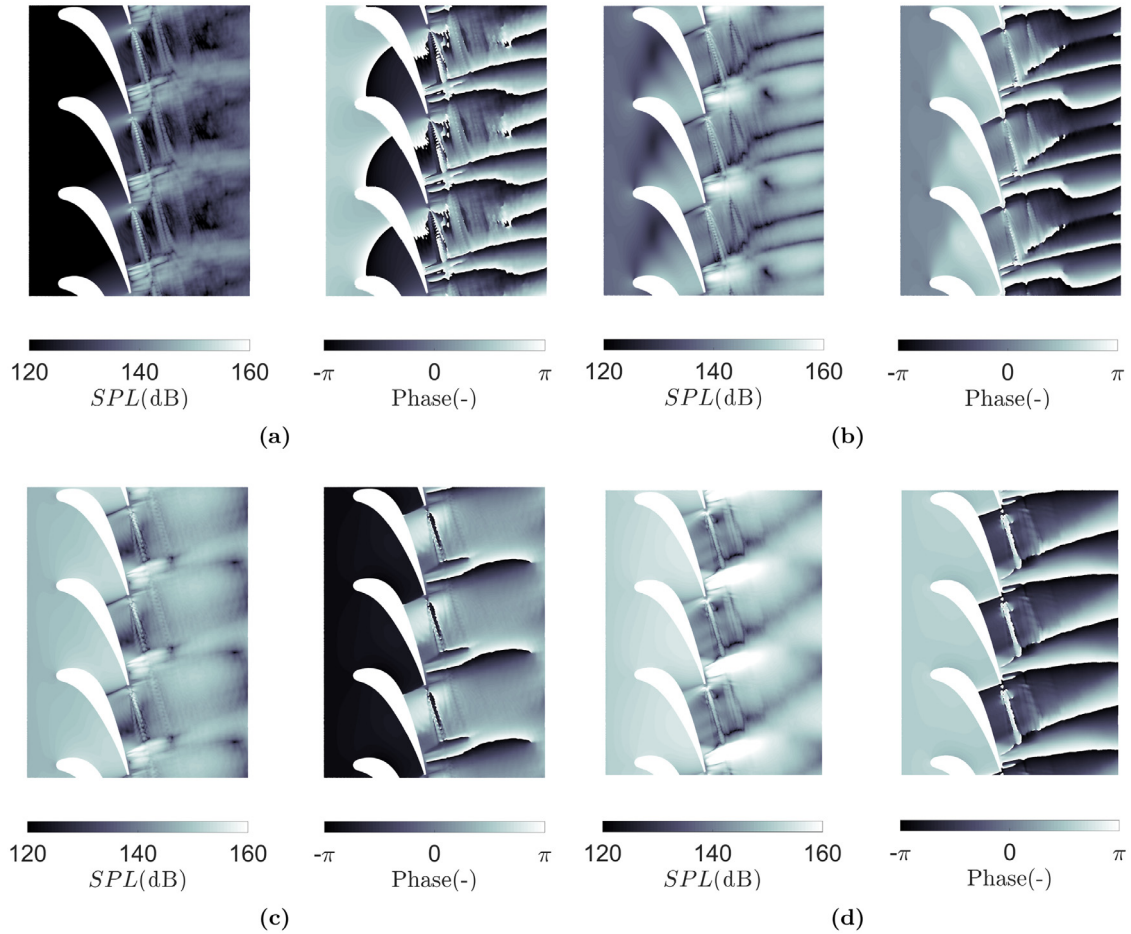 120 140 160 -π 0 π 120 140 160 -π 0 π
SPL(dB) Phase(-) SPL(dB) Phase(-)
(a) (b)
120 140 160 -π 0 π 120 140 160 -π 0 π
SPL(dB) Phase(-) SPL(dB) Phase(-)
(c) (d)